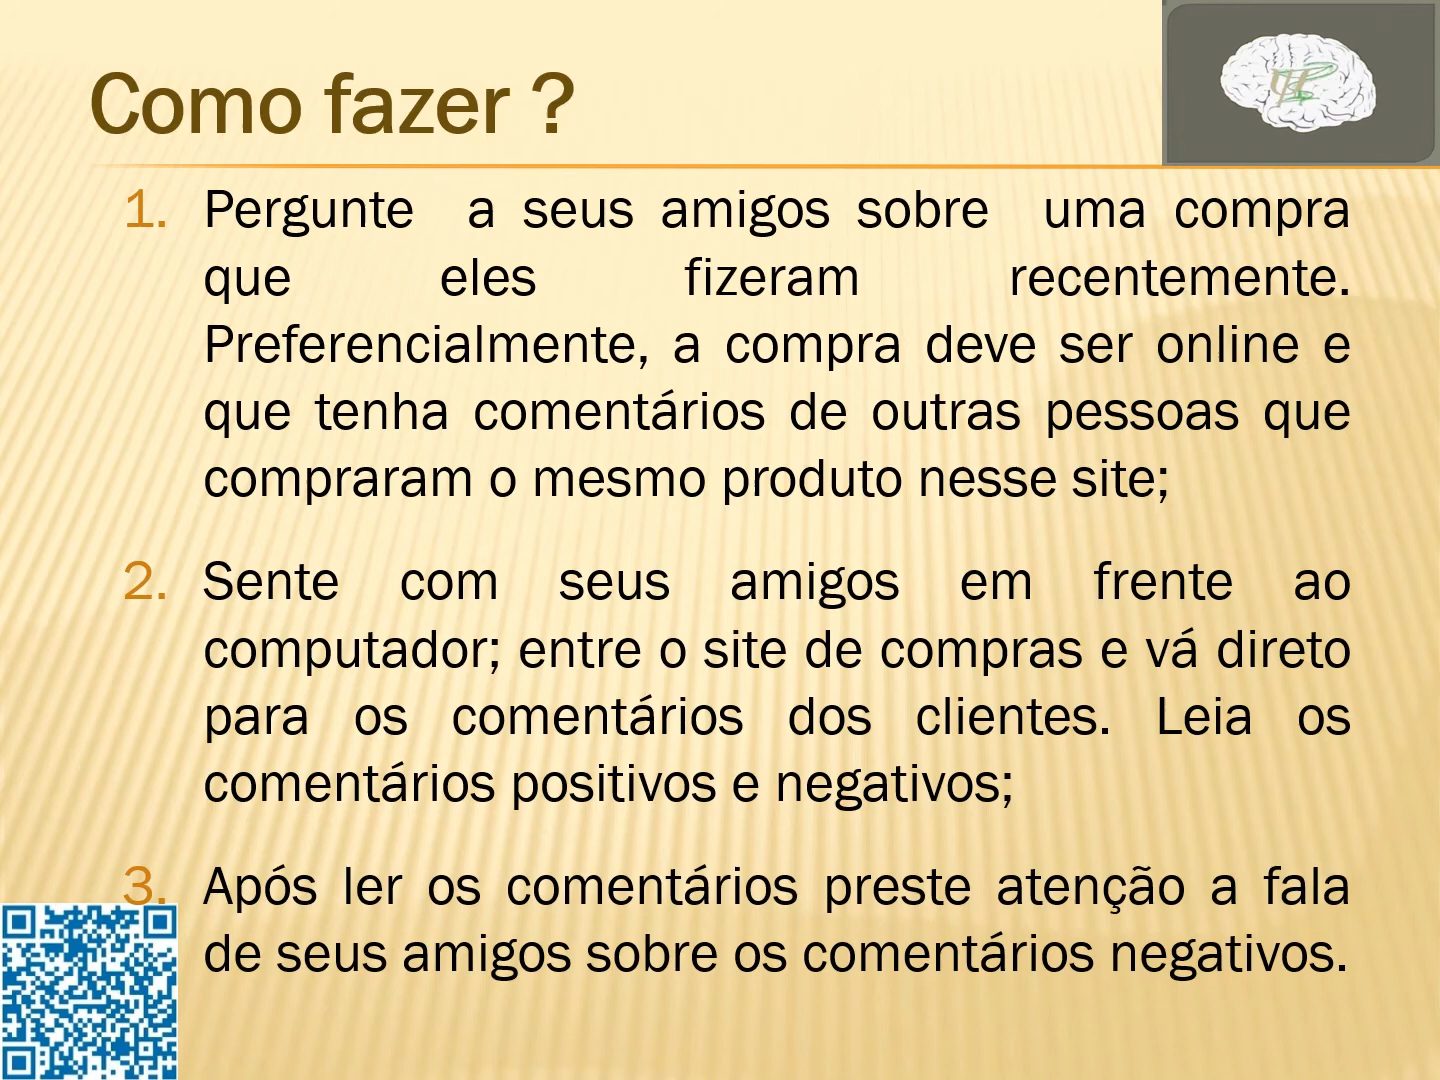 Como fazer ?
1. Pergunte a seus amigos sobre uma compra
que eles fizeram recentemente.
Preferencialmente, a compra deve ser online e
que tenha comentários de outras pessoas que
compraram o mesmo produto nesse site;
2. Sente com seus amigos em frente ao
computador; entre o site de compras e vá direto
para os comentários dos clientes. Leia os
comentários positivos e negativos;
3. Após ler os comentários preste atenção a fala
de seus amigos sobre os comentários negativos.